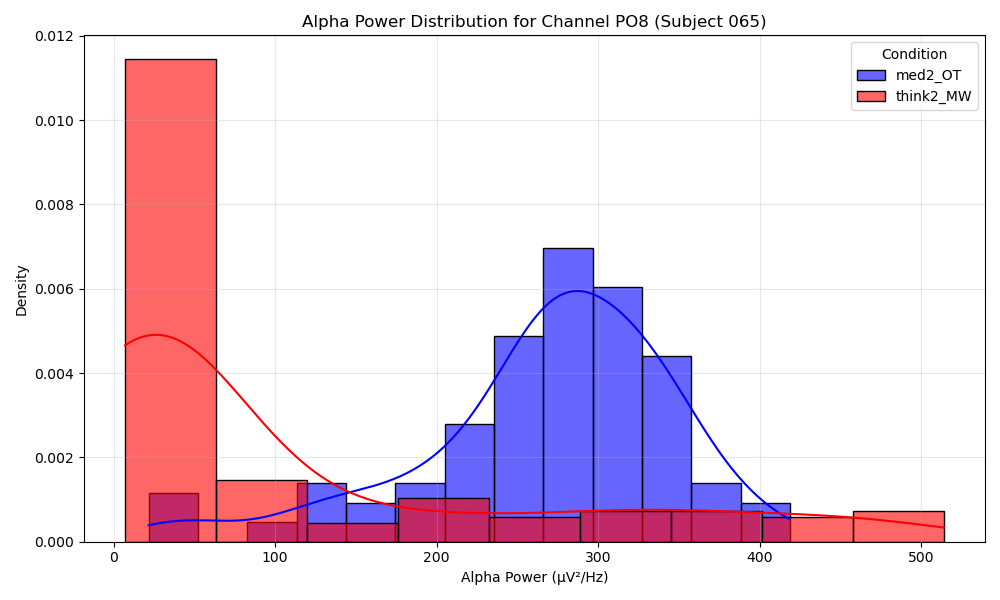 Alpha Power Distribution for Channel PO8 (Subject 065)
Condition
med2_OT
think2_MW
Density
0.012
0.010
0.008
0.006
0.004
0.002
0.000
0 100 200 300 400 500
Alpha Power (μV²/Hz)